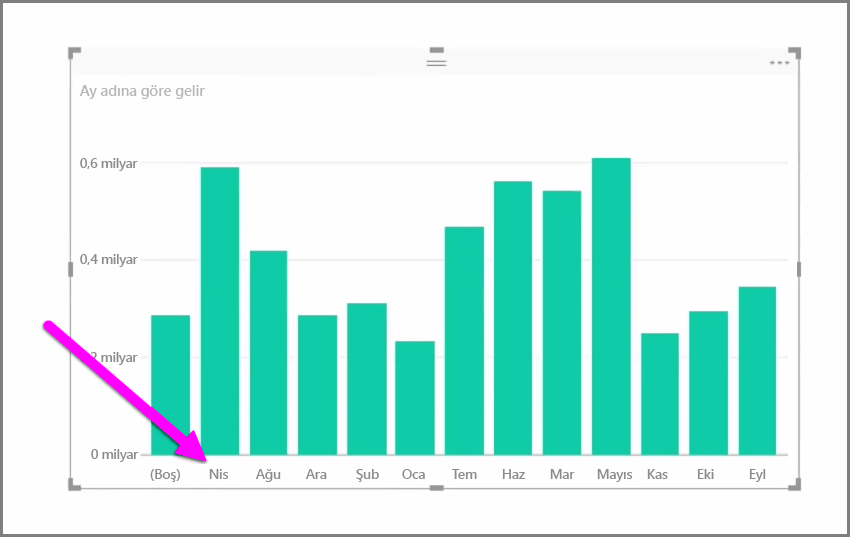 Ay adına göre gelir
0,6 milyar
0,4 milyar
2 milyar
0 milyar
(Boş) Nis Ağu Ara Şub Oca Tem Haz Mar Mayıs Kas Eki Eyl